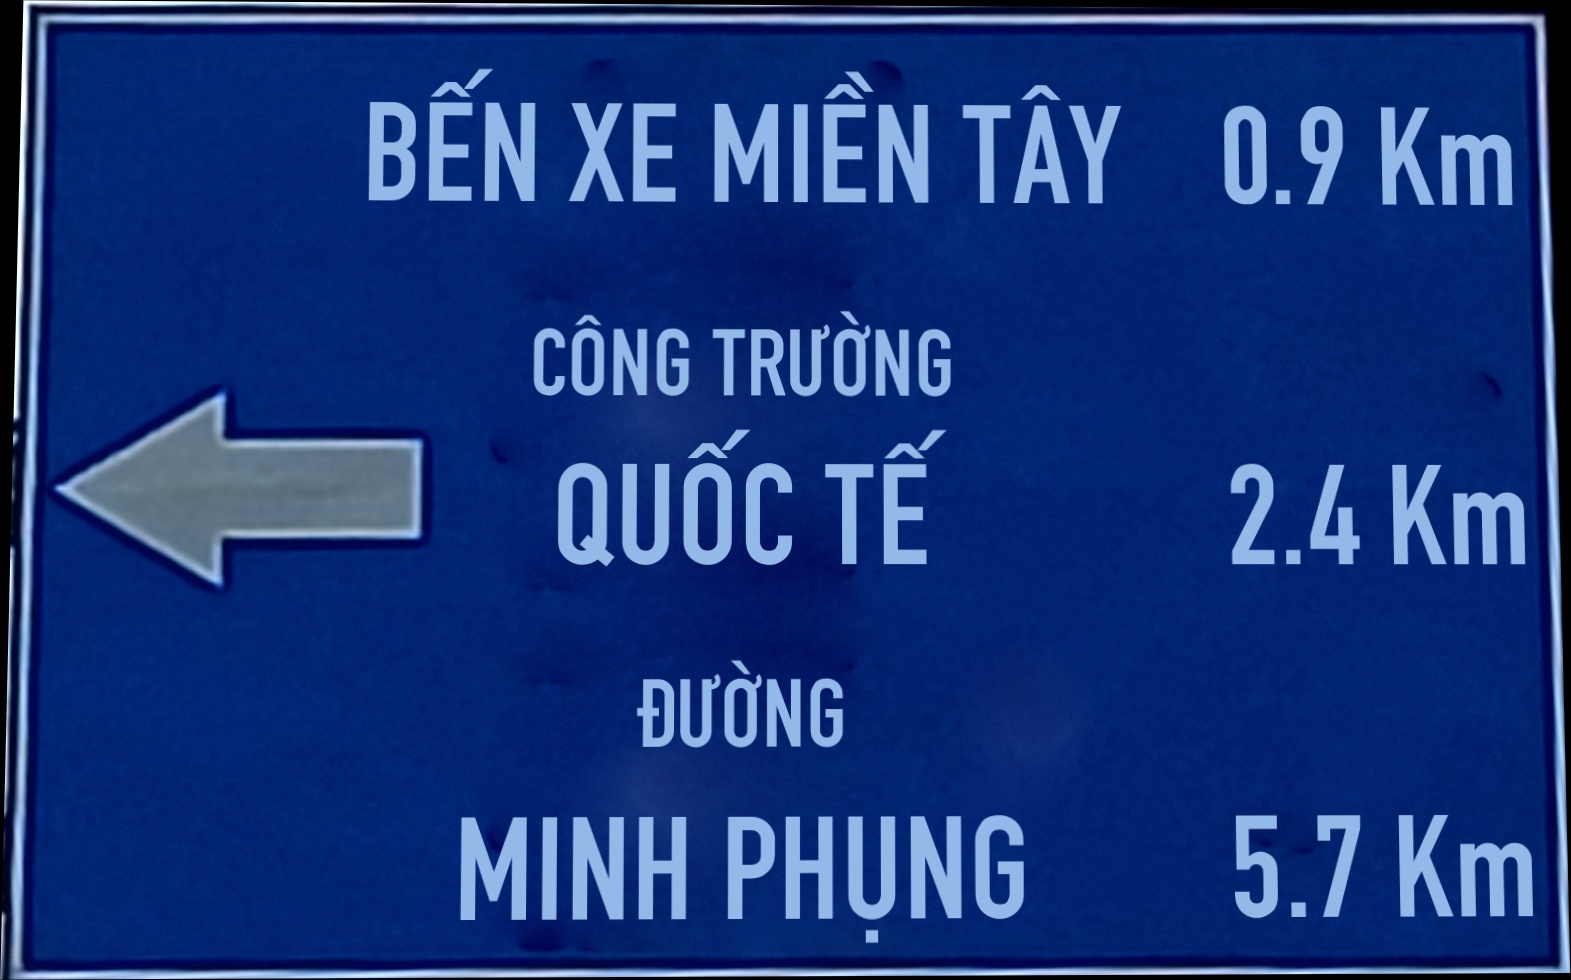 BẾN XE MIỀN TÂY 0.9 Km
CÔNG TRƯỜNG
QUỐC TẾ 2.4 Km
ĐƯỜNG
MINH PHỤNG 5.7 Km